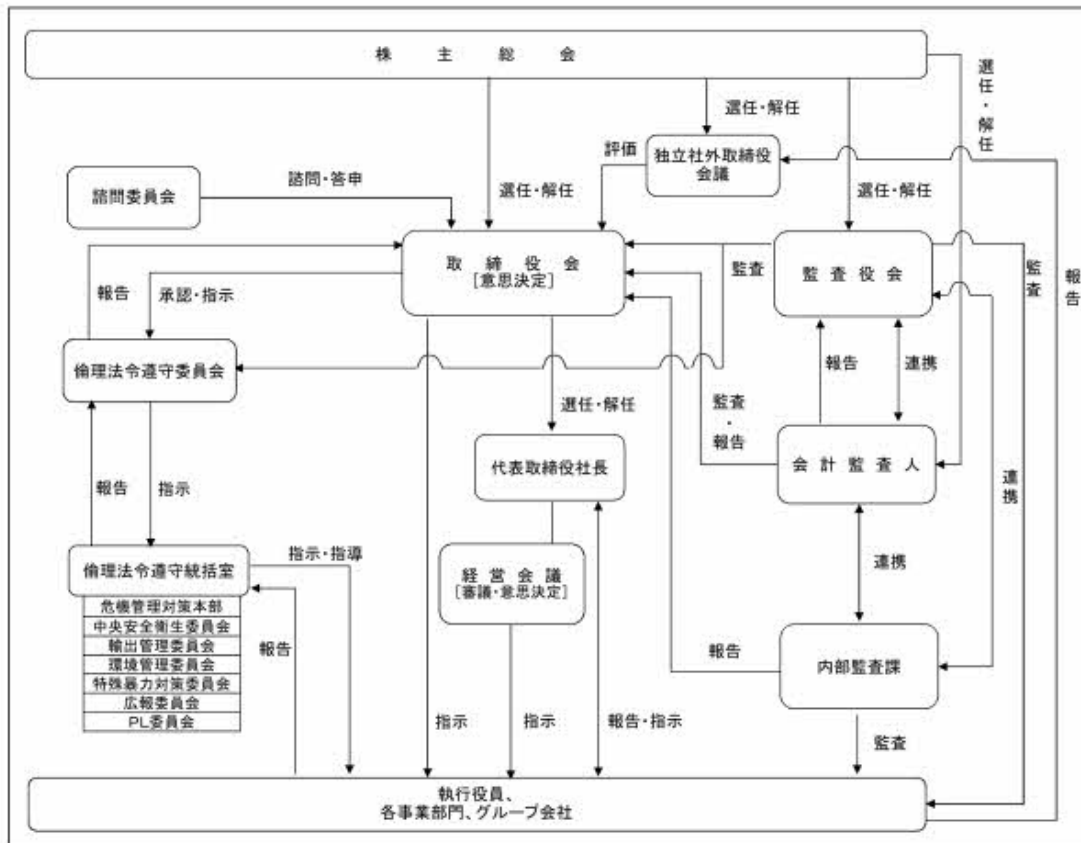 株主総会
選任・解任
選任・解任
評価
独立社外取締役
会議
諮問委員会
諮問・答申
選任・解任
選任・解任
取締役会
[意思決定]
監査
監査役会
監査
報告
報告
承認・指示
倫理法令遵守委員会
選任・解任
監査・報告
報告
連携
代表取締役社長
会計監査人
連携
報告
指示
倫理法令遵守統括室
指示・指導
経営会議
[審議・意思決定]
連携
危機管理対策本部
中央安全衛生委員会
輸出管理委員会
環境管理委員会
特殊暴力対策委員会
広報委員会
PL委員会
報告
報告
内部監査課
指示
指示
報告・指示
監査
執行役員、
各事業部門、グループ会社